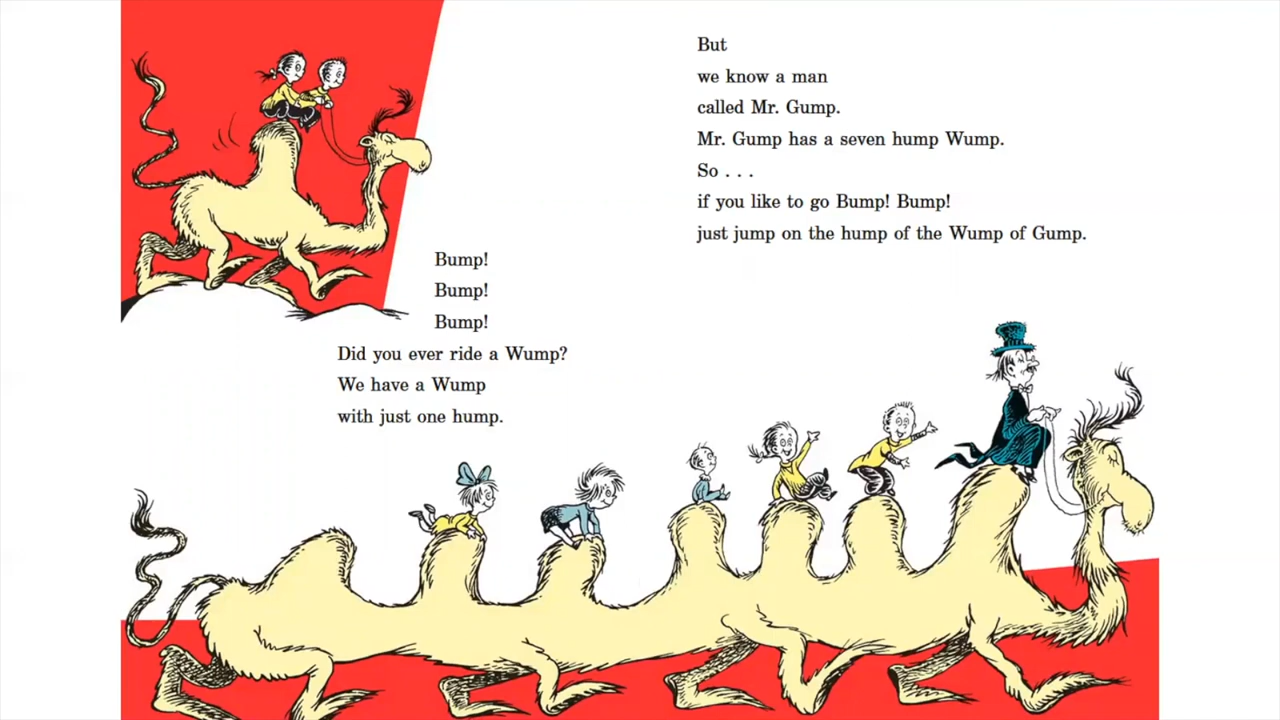 Bump!
Bump!
Bump!
Did you ever ride a Wump?
We have a Wump
with just one hump.
But
we know a man
called Mr. Gump.
Mr. Gump has a seven hump Wump.
So . . .
if you like to go Bump! Bump!
just jump on the hump of the Wump of Gump.